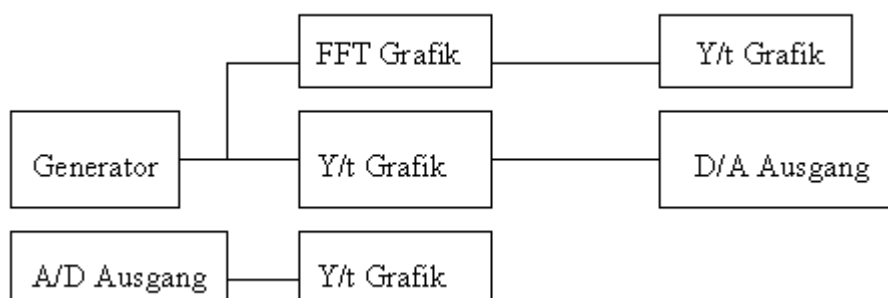 FFT Grafik
Y/t Grafik
Generator
Y/t Grafik
D/A Ausgang
A/D Ausgang
Y/t Grafik